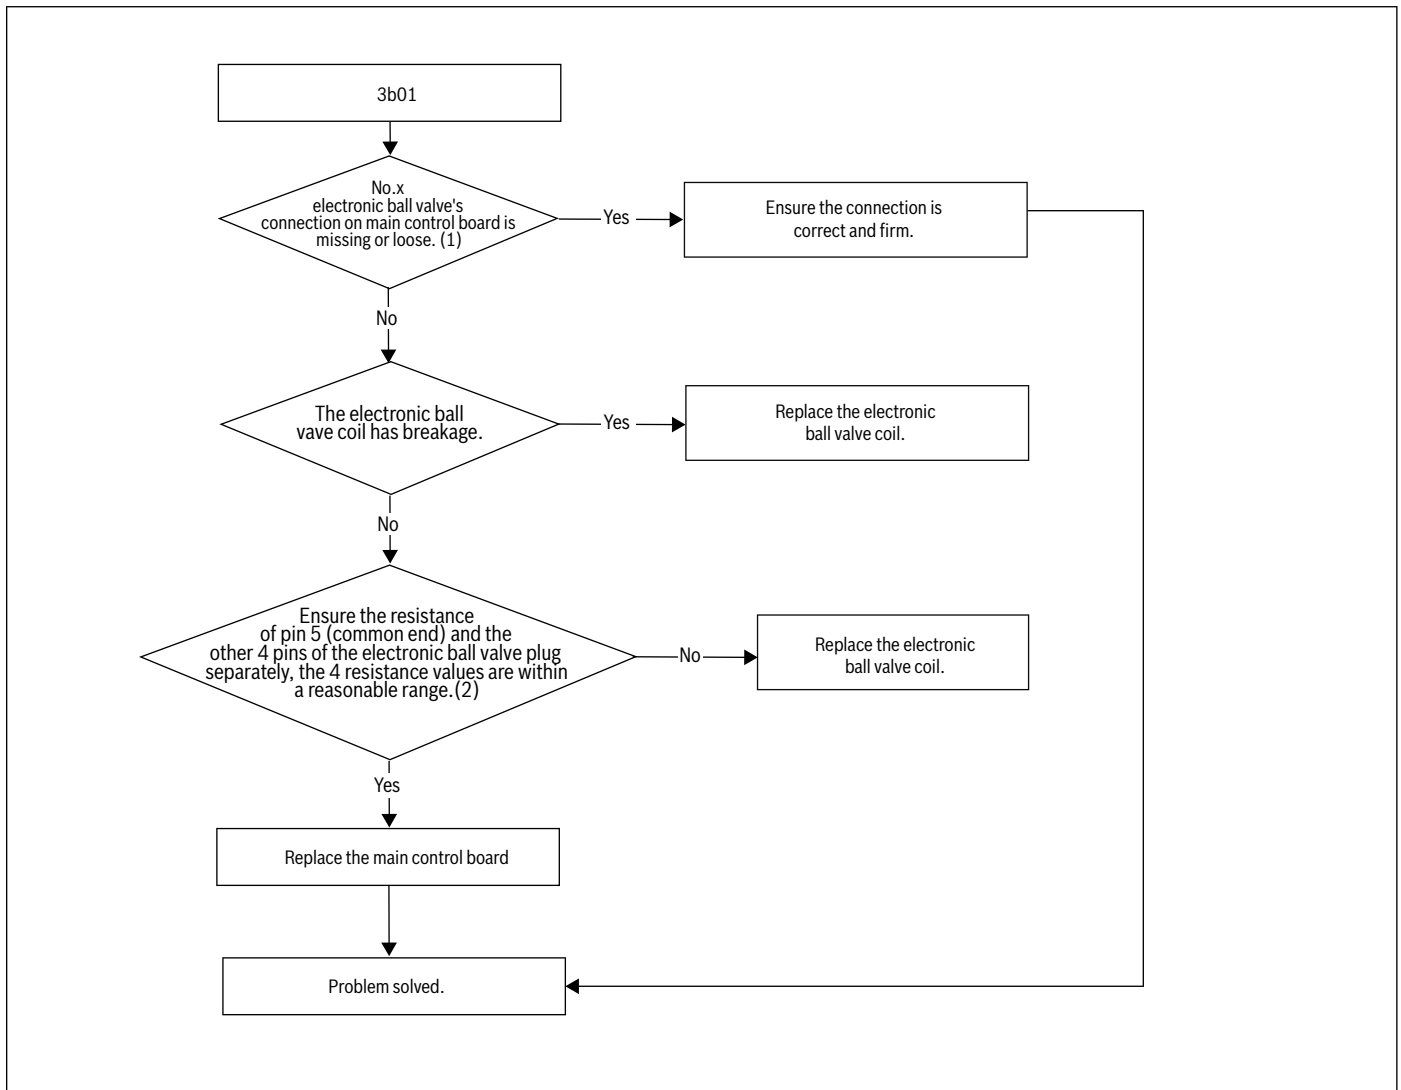 3b01
No.x
electronic ball valve's
connection on main control board is
missing or loose. (1)
Yes
Ensure the connection is
correct and firm.
No
The electronic ball
vave coil has breakage.
Yes
Replace the electronic
ball valve coil.
No
Ensure the resistance
of pin 5 (common end) and the
other 4 pins of the electronic ball valve plug
separately, the 4 resistance values are within
a reasonable range.(2)
No
Replace the electronic
ball valve coil.
Yes
Replace the main control board
Problem solved.